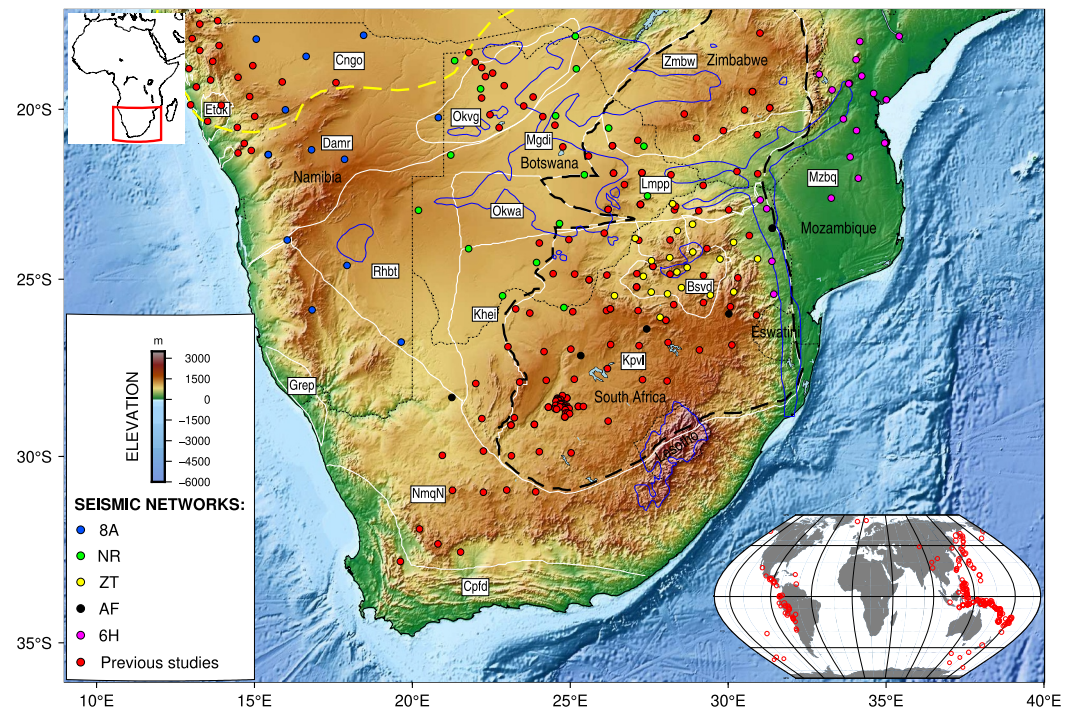 Cngo
Zmbw
Zimbabwe
20°S
Etdk
Okvg
Damr
Mgdi
Botswana
Namibia
Lmpp
Mzbq
Okwa
Mozambique
Rhbt
25°S
Bsvd
Khei
Eswatini
m
3000
1500
0
−1500
−3000
−4500
−6000
ELEVATION
Kpvl
Grep
South Africa
Lesotho
30°S
NmqN
SEISMIC NETWORKS:
8A
NR
ZT
AF
6H
Previous studies
Cpfd
35°S
10°E
15°E
20°E
25°E
30°E
35°E
40°E